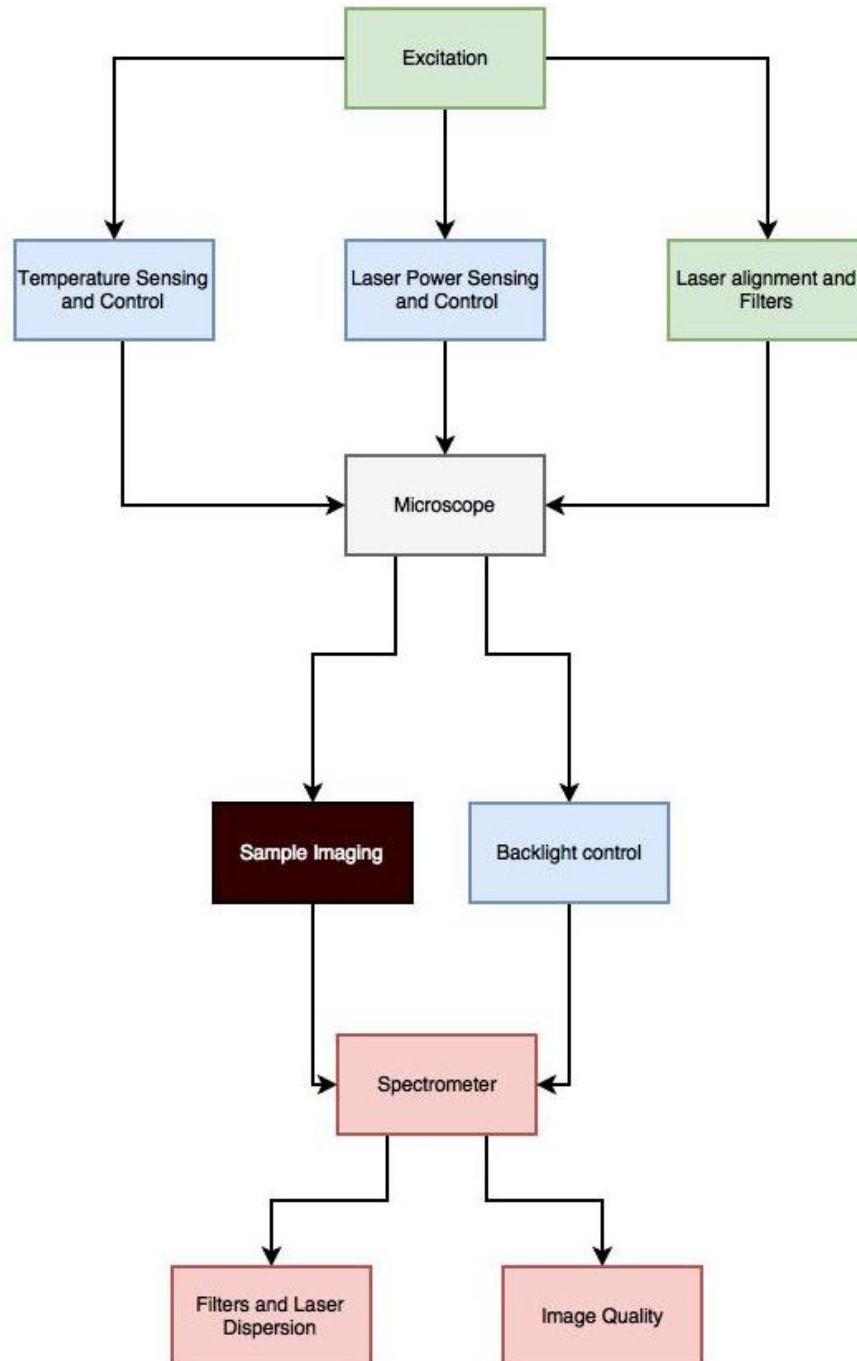 Excitation
Temperature Sensing
and Control
Laser Power Sensing
and Control
Laser alignment and
Filters
Microscope
Sample Imaging
Backlight control
Spectrometer
Filters and Laser
Dispersion
Image Quality